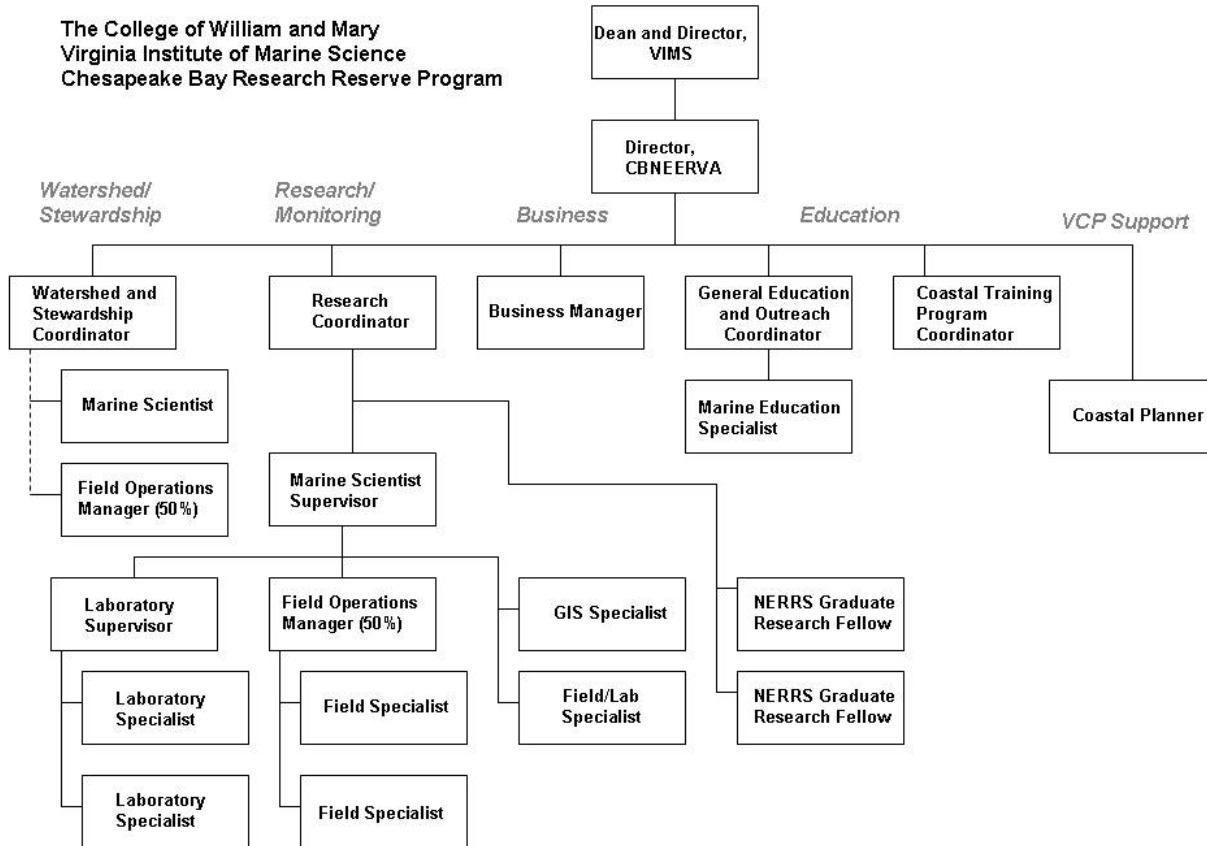 The College of William and Mary
Virginia Institute of Marine Science
Chesapeake Bay Research Reserve Program
Dean and Director,
VIMS
Director,
CBNEERVA
Watershed/
Stewardship
Research/
Monitoring
Business
Education
VCP Support
Watershed and
Stewardship
Coordinator
Research
Coordinator
Business Manager
General Education
and Outreach
Coordinator
Coastal Training
Program
Coordinator
Marine Scientist
Marine Education
Specialist
Coastal Planner
Field Operations
Manager (50%)
Marine Scientist
Supervisor
Laboratory
Supervisor
Field Operations
Manager (50%)
GIS Specialist
NERRS Graduate
Research Fellow
Laboratory
Specialist
Field Specialist
Field/Lab
Specialist
NERRS Graduate
Research Fellow
Laboratory
Specialist
Field Specialist